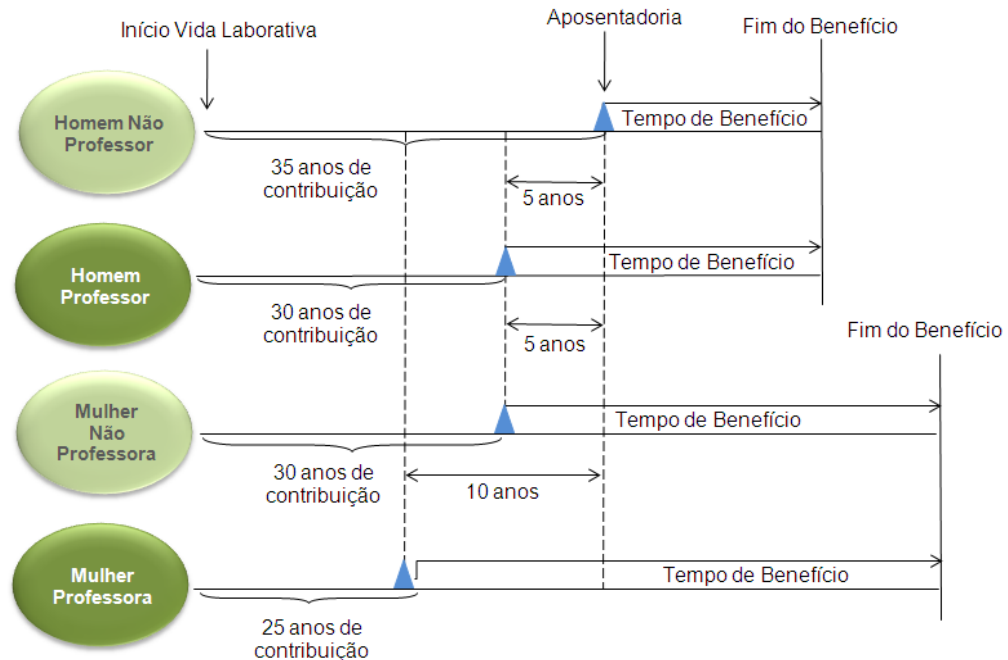 Início Vida Laborativa
Aposentadoria
Fim do Benefício
Homem Não
Professor
Tempo de Benefício
35 anos de
contribuição
5 anos
Homem
Professor
Tempo de Benefício
30 anos de
contribuição
5 anos
Fim do Benefício
Mulher
Não
Professora
Tempo de Benefício
30 anos de
contribuição
10 anos
Mulher
Professora
Tempo de Benefício
25 anos de
contribuição